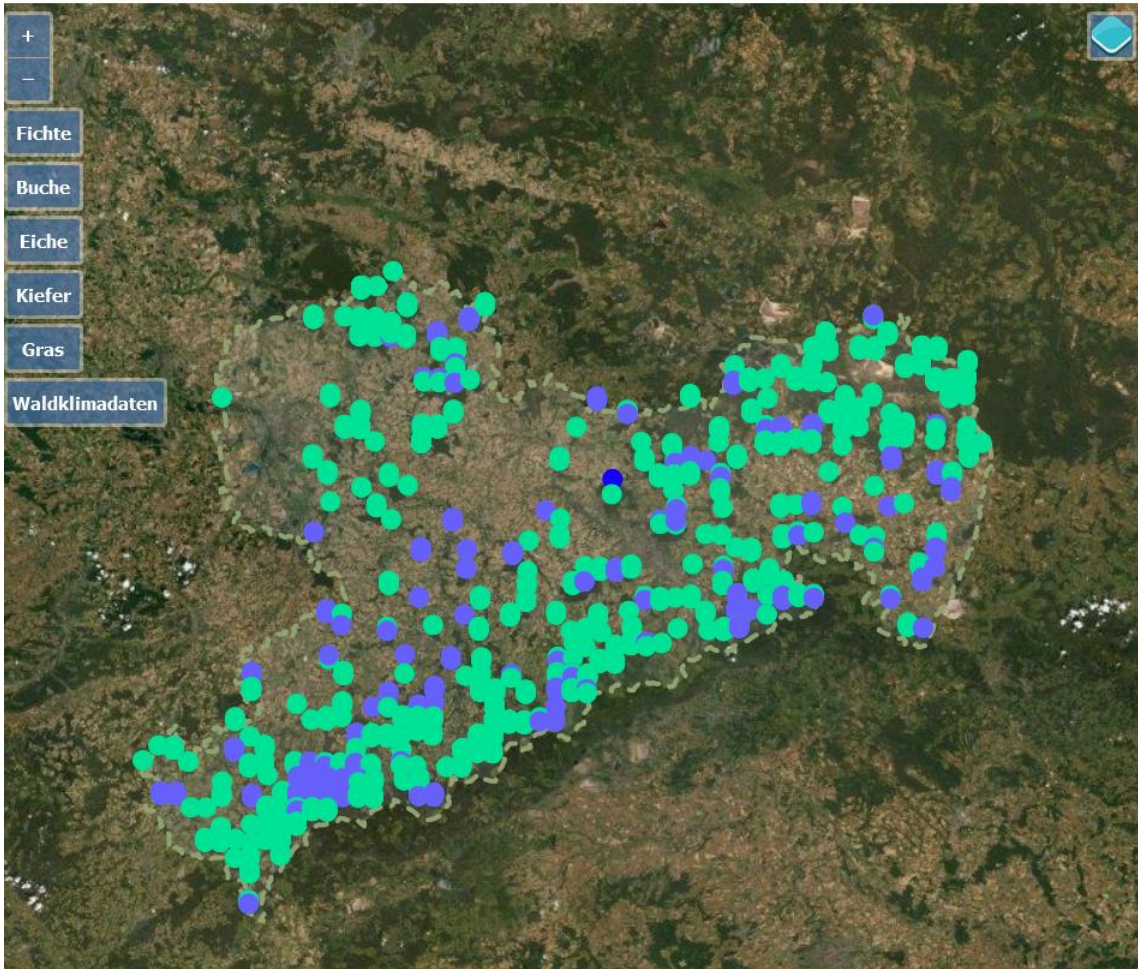 +
−
Fichte
Buche
Eiche
Kiefer
Gras
Waldklimadaten